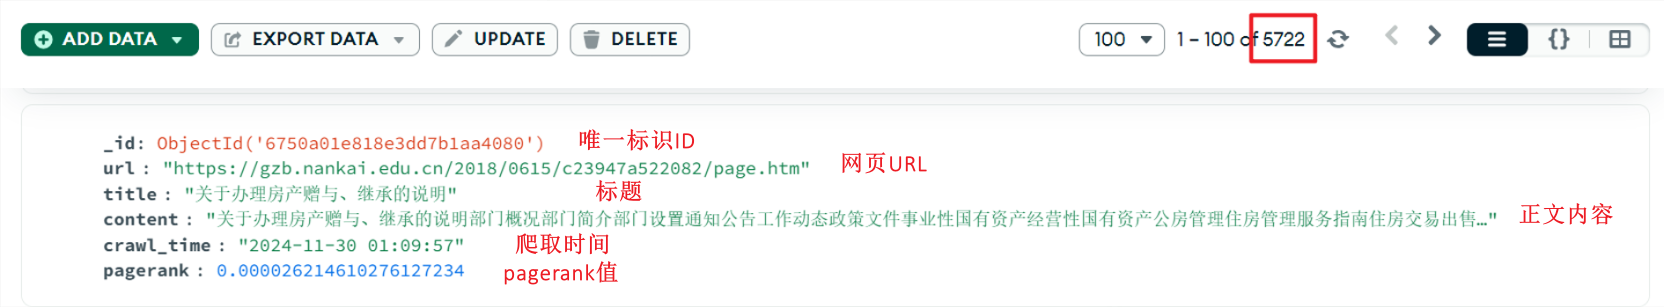 ADD DATA EXPORT DATA UPDATE DELETE 100 1 – 100 of 5722 {}
_id: ObjectId('6750a01e818e3dd7b1aa4080') 唯一标识ID
url : "https://gzb.nankai.edu.cn/2018/0615/c23947a522082/page.htm" 网页URL
title : "关于办理房产赠与、继承的说明" 标题
content : "关于办理房产赠与、继承的说明部门概况部门简介部门设置通知公告工作动态政策文件事业性国有资产经营性国有资产公房管理住房管理服务指南住房交易出售…" 正文内容
crawl_time : "2024-11-30 01:09:57" 爬取时间
pagerank : 0.000026214610276127234 pagerank值